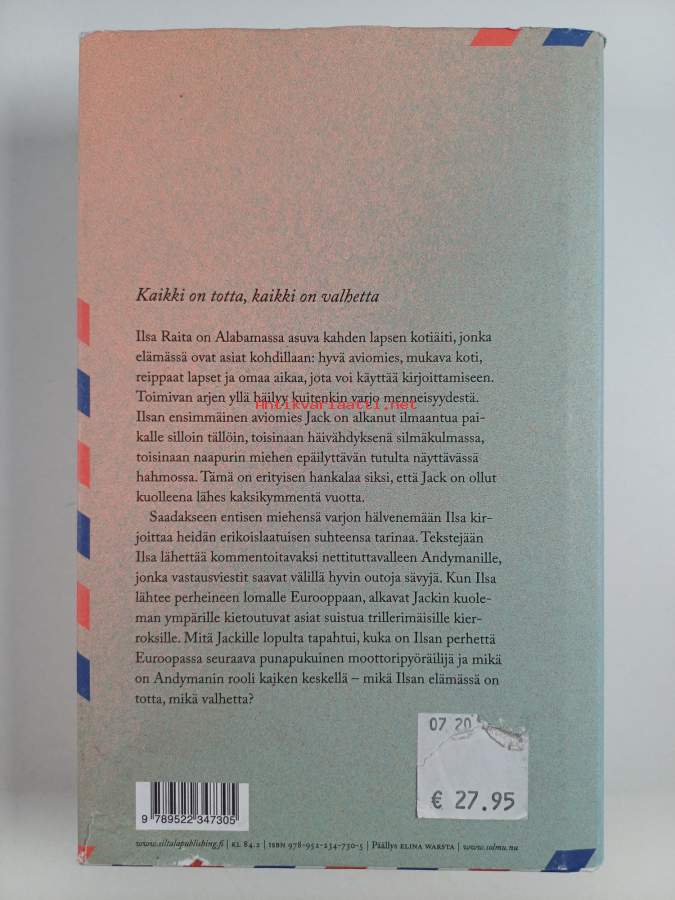 Kaikki on totta, kaikki on valhetta
Ilsa Raita on Alabamassa asuva kahden lapsen kotiäiti, jonka
elämässä ovat asiat kohdillaan: hyvä aviomies, mukava koti,
reippaat lapset ja omaa aikaa, jota voi käyttää kirjoittamiseen.
Toimivan arjen yllä häilyy kuitenkin varjo menneisyydestä.
Antikvariaatti.net
Ilsan ensimmäinen aviomies Jack on alkanut ilmaantua pai-
kalle silloin tällöin, toisinaan häivähdyksenä silmäkulmassa,
toisinaan naapurin miehen epäilyttävän tutulta näyttävässä
hahmossa. Tämä on erityisen hankalaa siksi, että Jack on ollut
kuolleena lähes kaksikymmentä vuotta.
Saadakseen entisen miehensä varjon hälvenemään Ilsa kir-
joittaa heidän erikoislaatuisen suhteensa tarinaa. Tekstejään
Ilsa lähettää kommentoitavaksi nettituttavalleen Andymanille,
jonka vastausviestit saavat välillä hyvin outoja sävyjä. Kun Ilsa
lähtee perheineen lomalle Eurooppaan, alkavat Jackin kuole-
man ympärille kietoutuvat asiat suistua trillerimäisille kier-
roksille. Mitä Jackille lopulta tapahtui, kuka on Ilsan perhettä
Euroopassa seuraava punapukuinen moottoripyöräilijä ja mikä
on Andymanin rooli kaiken keskellä – mikä Ilsan elämässä on
totta, mikä valhetta?
07 20
€ 27.95
9 789522 347305
www.siltalapublishing.fi | KL 84.2 | ISBN 978-952-234-730-5 | Päällys ELINA WARSTA | www.solmu.nu